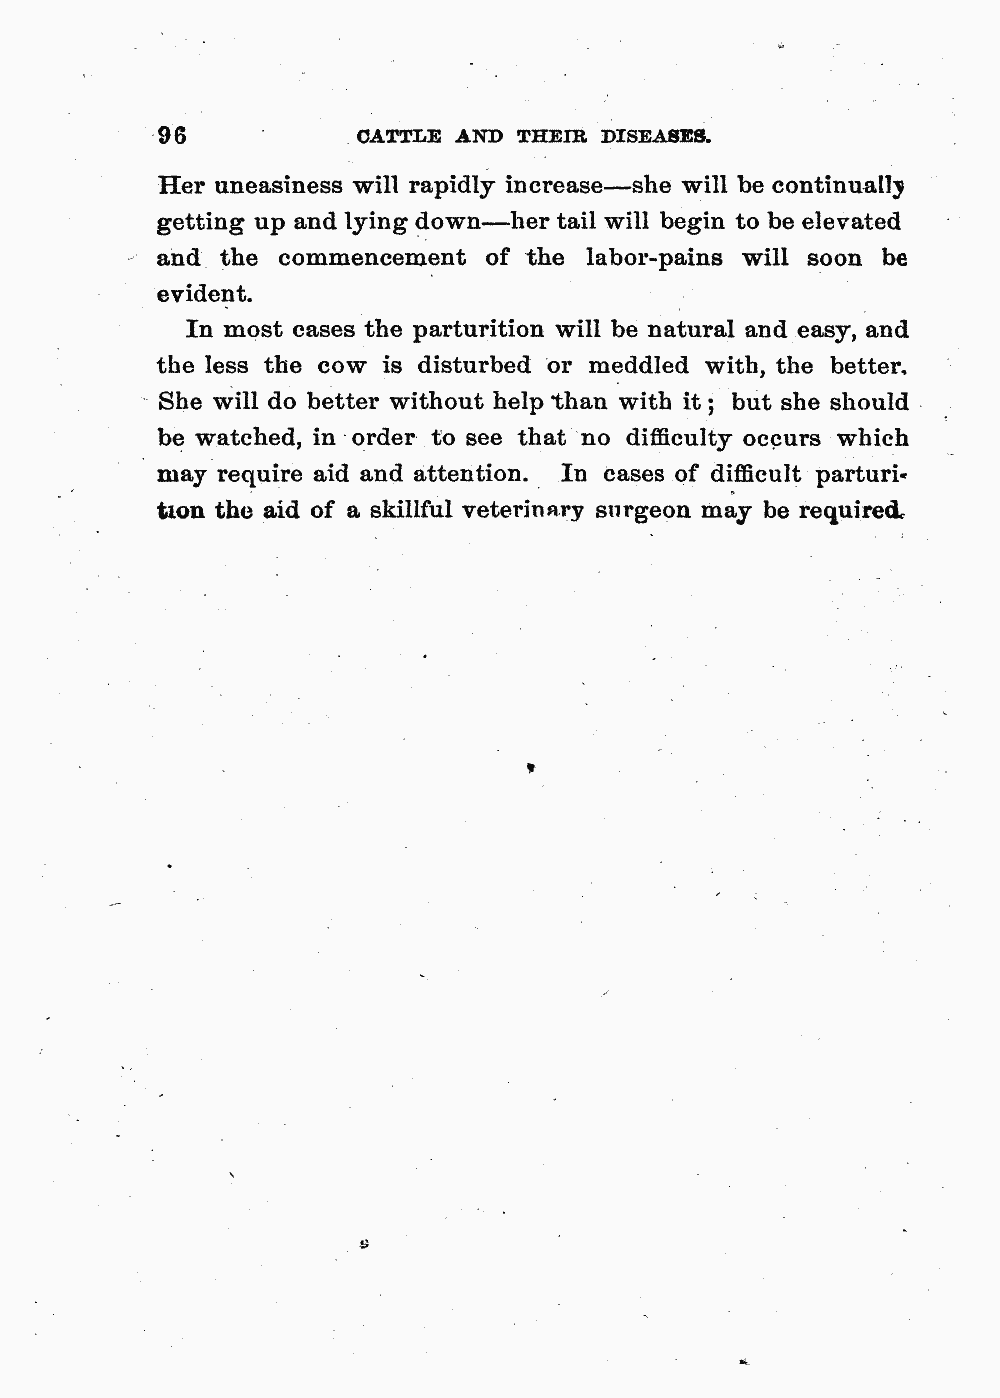 96 CATTLE AND THEIR DISEASES.
Her uneasiness will rapidly increase—she will be continually
getting up and lying down—her tail will begin to be elevated
and the commencement of the labor-pains will soon be
evident.
In most cases the parturition will be natural and easy, and
the less the cow is disturbed or meddled with, the better.
She will do better without help than with it; but she should
be watched, in order to see that no difficulty occurs which
may require aid and attention. In cases of difficult parturi-
tion the aid of a skillful veterinary surgeon may be required.